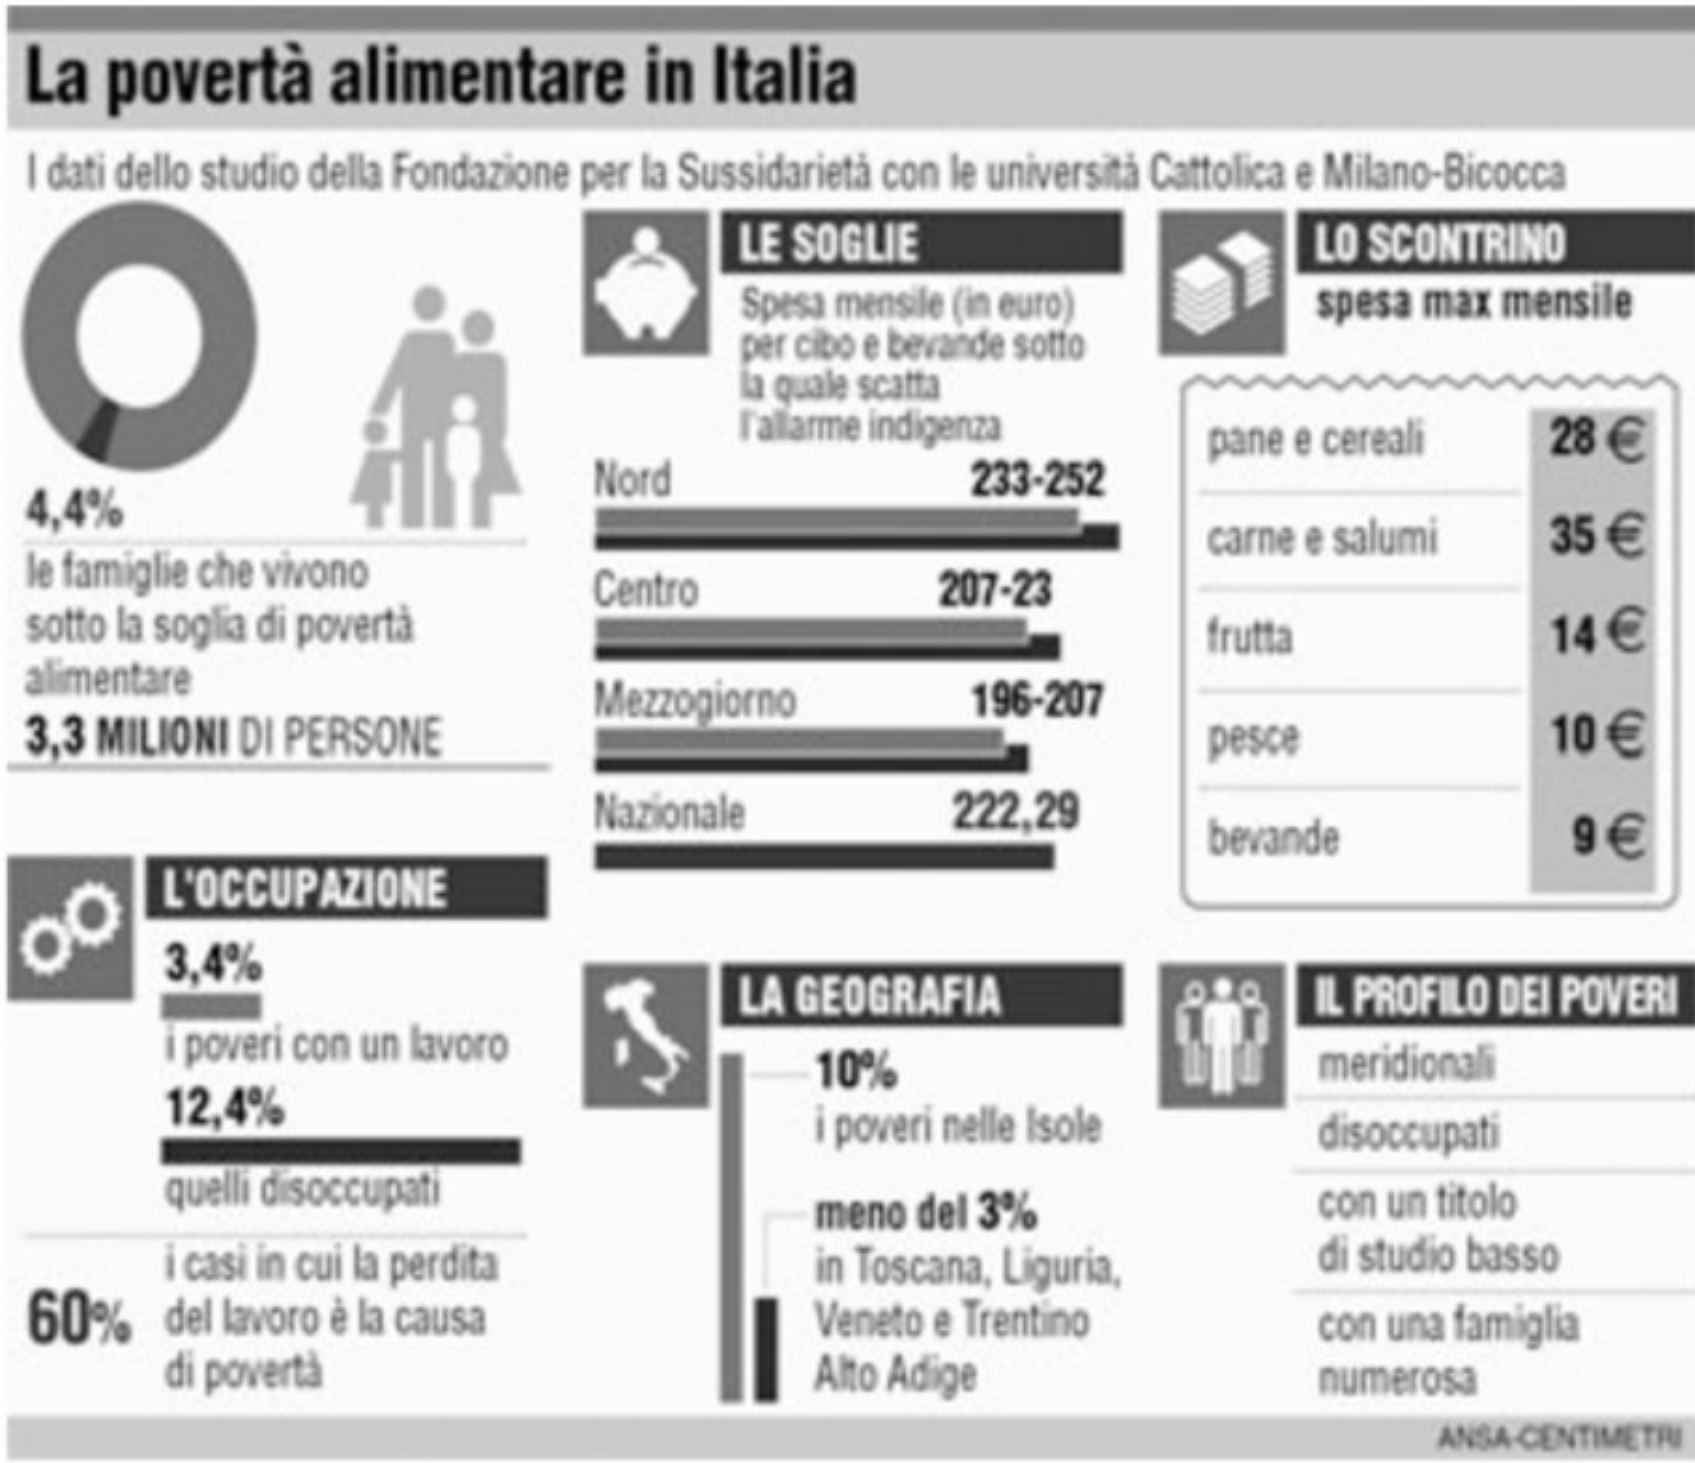 La povertà alimentare in Italia
I dati dello studio della Fondazione per la Sussidarietà con le università Cattolica e Milano-Bicocca
4,4%
le famiglie che vivono
sotto la soglia di povertà
alimentare
3,3 MILIONI DI PERSONE
LE SOGLIE
Spesa mensile (in euro)
per cibo e bevande sotto
la quale scatta
l'allarme indigenza
Nord 233-252
Centro 207-23
Mezzogiorno 196-207
Nazionale 222,29
LO SCONTRINO
spesa max mensile
pane e cereali 28 €
carne e salumi 35 €
frutta 14 €
pesce 10 €
bevande 9 €
L'OCCUPAZIONE
3,4%
i poveri con un lavoro
12,4%
quelli disoccupati
60% i casi in cui la perdita
del lavoro è la causa
di povertà
LA GEOGRAFIA
10%
i poveri nelle Isole
meno del 3%
in Toscana, Liguria,
Veneto e Trentino
Alto Adige
IL PROFILO DEI POVERI
meridionali
disoccupati
con un titolo
di studio basso
con una famiglia
numerosa
ANSA-CENTIMETRI